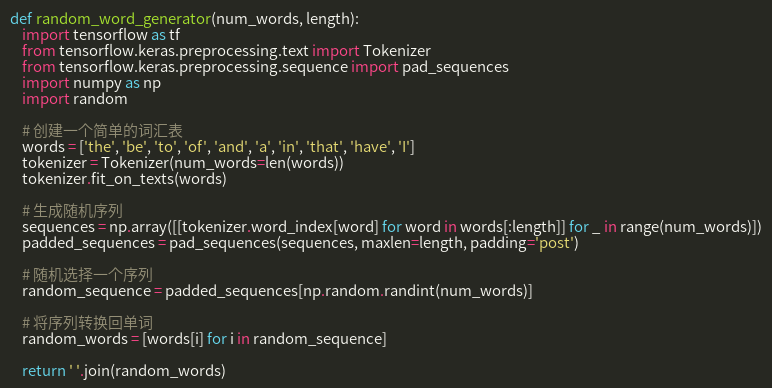 def random_word_generator(num_words, length):
    import tensorflow as tf
    from tensorflow.keras.preprocessing.text import Tokenizer
    from tensorflow.keras.preprocessing.sequence import pad_sequences
    import numpy as np
    import random

    # 创建一个简单的词汇表
    words = ['the', 'be', 'to', 'of', 'and', 'a', 'in', 'that', 'have', 'I']
    tokenizer = Tokenizer(num_words=len(words))
    tokenizer.fit_on_texts(words)

    # 生成随机序列
    sequences = np.array([[tokenizer.word_index[word] for word in words[:length]] for _ in range(num_words)])
    padded_sequences = pad_sequences(sequences, maxlen=length, padding='post')

    # 随机选择一个序列
    random_sequence = padded_sequences[np.random.randint(num_words)]

    # 将序列转换回单词
    random_words = [words[i] for i in random_sequence]

    return ' '.join(random_words)